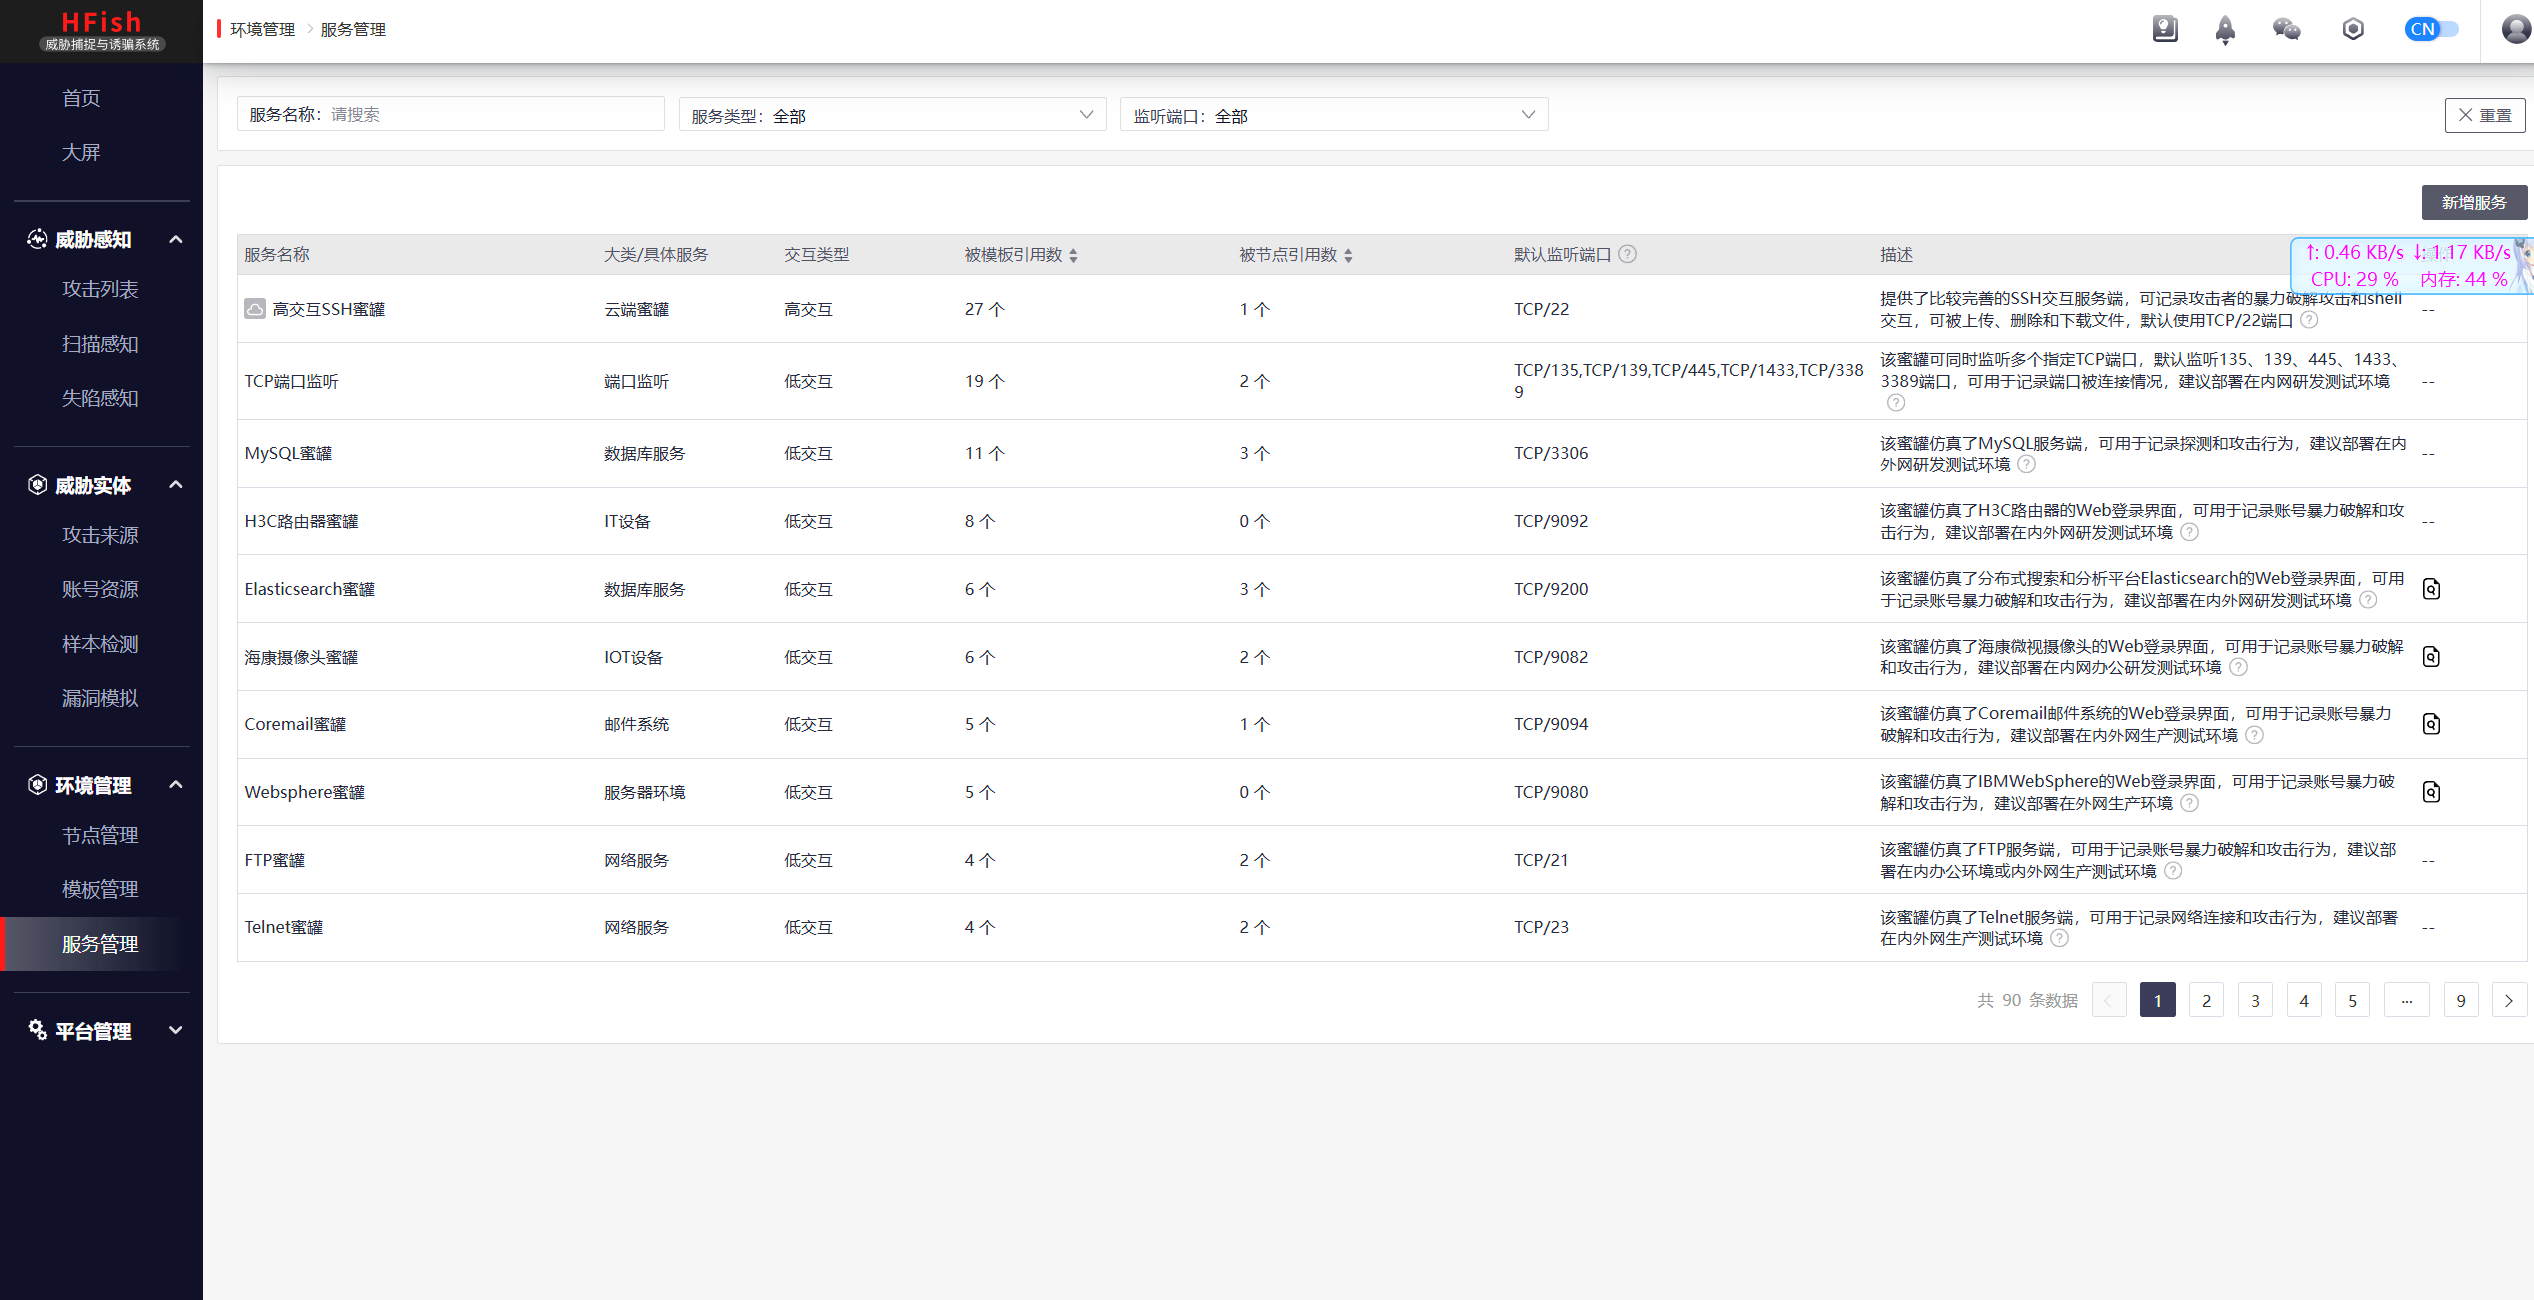 HFish
威胁捕捉与诱骗系统
首页
大屏
威胁感知
攻击列表
扫描感知
失陷感知
威胁实体
攻击来源
账号资源
样本检测
漏洞模拟
环境管理
节点管理
模板管理
服务管理
平台管理
环境管理 > 服务管理
CN
服务名称: 请搜索
服务类型: 全部
监听端口: 全部
重置
新增服务
↑: 0.46 KB/s ↓: 1.17 KB/s
CPU: 29 % 内存: 44 %
服务名称 大类/具体服务 交互类型 被模板引用数 被节点引用数 默认监听端口 描述
高交互SSH蜜罐 云端蜜罐 高交互 27 个 1 个 TCP/22 提供了比较完善的SSH交互服务端，可记录攻击者的暴力破解攻击和shell
交互，可被上传、删除和下载文件，默认使用TCP/22端口 --
TCP端口监听 端口监听 低交互 19 个 2 个 TCP/135,TCP/139,TCP/445,TCP/1433,TCP/338
9
该蜜罐可同时监听多个指定TCP端口，默认监听135、139、445、1433、
3389端口，可用于记录端口被连接情况，建议部署在内网研发测试环境 --
MySQL蜜罐 数据库服务 低交互 11 个 3 个 TCP/3306 该蜜罐仿真了MySQL服务端，可用于记录探测和攻击行为，建议部署在内
外网研发测试环境 --
H3C路由器蜜罐 IT设备 低交互 8 个 0 个 TCP/9092 该蜜罐仿真了H3C路由器的Web登录界面，可用于记录账号暴力破解和攻
击行为，建议部署在内外网研发测试环境 --
Elasticsearch蜜罐 数据库服务 低交互 6 个 3 个 TCP/9200 该蜜罐仿真了分布式搜索和分析平台Elasticsearch的Web登录界面，可用
于记录账号暴力破解和攻击行为，建议部署在内外网研发测试环境
海康摄像头蜜罐 IOT设备 低交互 6 个 2 个 TCP/9082 该蜜罐仿真了海康微视摄像头的Web登录界面，可用于记录账号暴力破解
和攻击行为，建议部署在内网办公研发测试环境
Coremail蜜罐 邮件系统 低交互 5 个 1 个 TCP/9094 该蜜罐仿真了Coremail邮件系统的Web登录界面，可用于记录账号暴力
破解和攻击行为，建议部署在内外网生产测试环境
Websphere蜜罐 服务器环境 低交互 5 个 0 个 TCP/9080 该蜜罐仿真了IBMWebSphere的Web登录界面，可用于记录账号暴力破
解和攻击行为，建议部署在外网生产环境
FTP蜜罐 网络服务 低交互 4 个 2 个 TCP/21 该蜜罐仿真了FTP服务端，可用于记录账号暴力破解和攻击行为，建议部
署在内办公环境或内外网生产测试环境 --
Telnet蜜罐 网络服务 低交互 4 个 2 个 TCP/23 该蜜罐仿真了Telnet服务端，可用于记录网络连接和攻击行为，建议部署
在内外网生产测试环境 --
共 90 条数据 < 1 2 3 4 5 ... 9 >